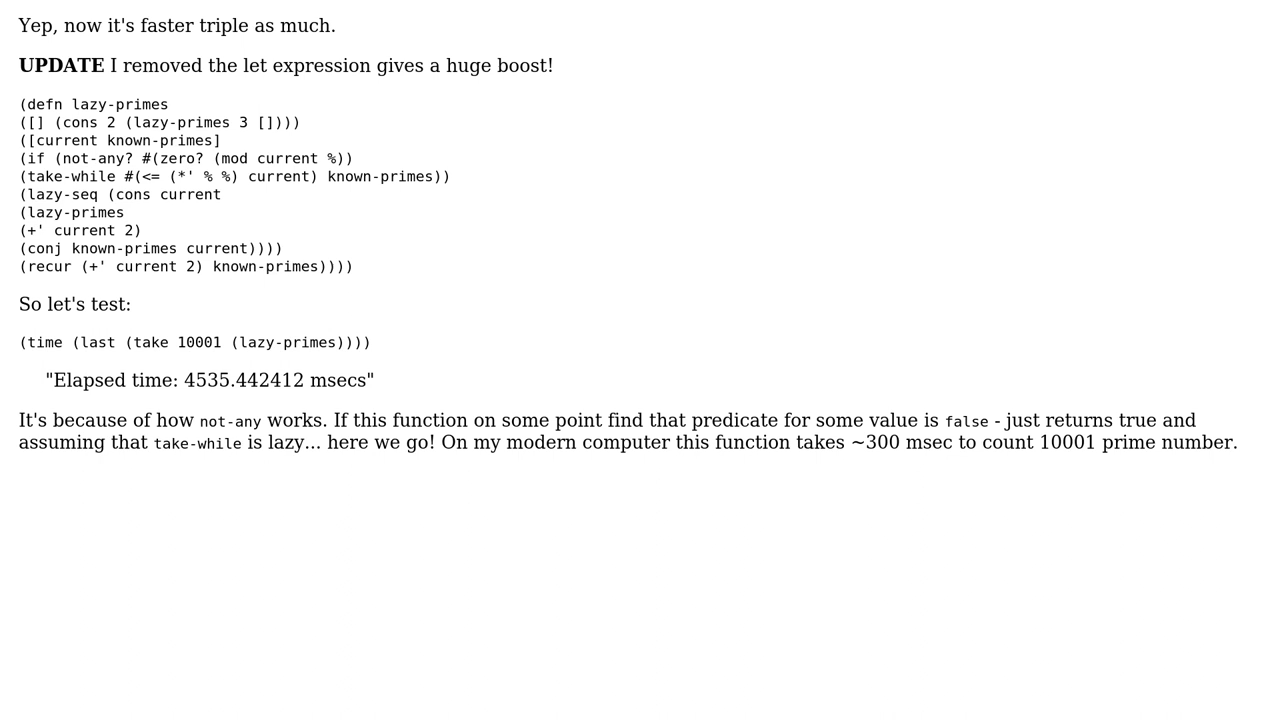 Yep, now it's faster triple as much.
UPDATE I removed the let expression gives a huge boost!
(defn lazy-primes
([] (cons 2 (lazy-primes 3 [])))
([current known-primes]
(if (not-any? #(zero? (mod current %))
(take-while #(<= (*' % %) current) known-primes))
(lazy-seq (cons current
(lazy-primes
(+' current 2)
(conj known-primes current))))
(recur (+' current 2) known-primes))))
So let's test:
(time (last (take 10001 (lazy-primes))))
"Elapsed time: 4535.442412 msecs"
It's because of how not-any works. If this function on some point find that predicate for some value is false - just returns true and
assuming that take-while is lazy... here we go! On my modern computer this function takes ~300 msec to count 10001 prime number.